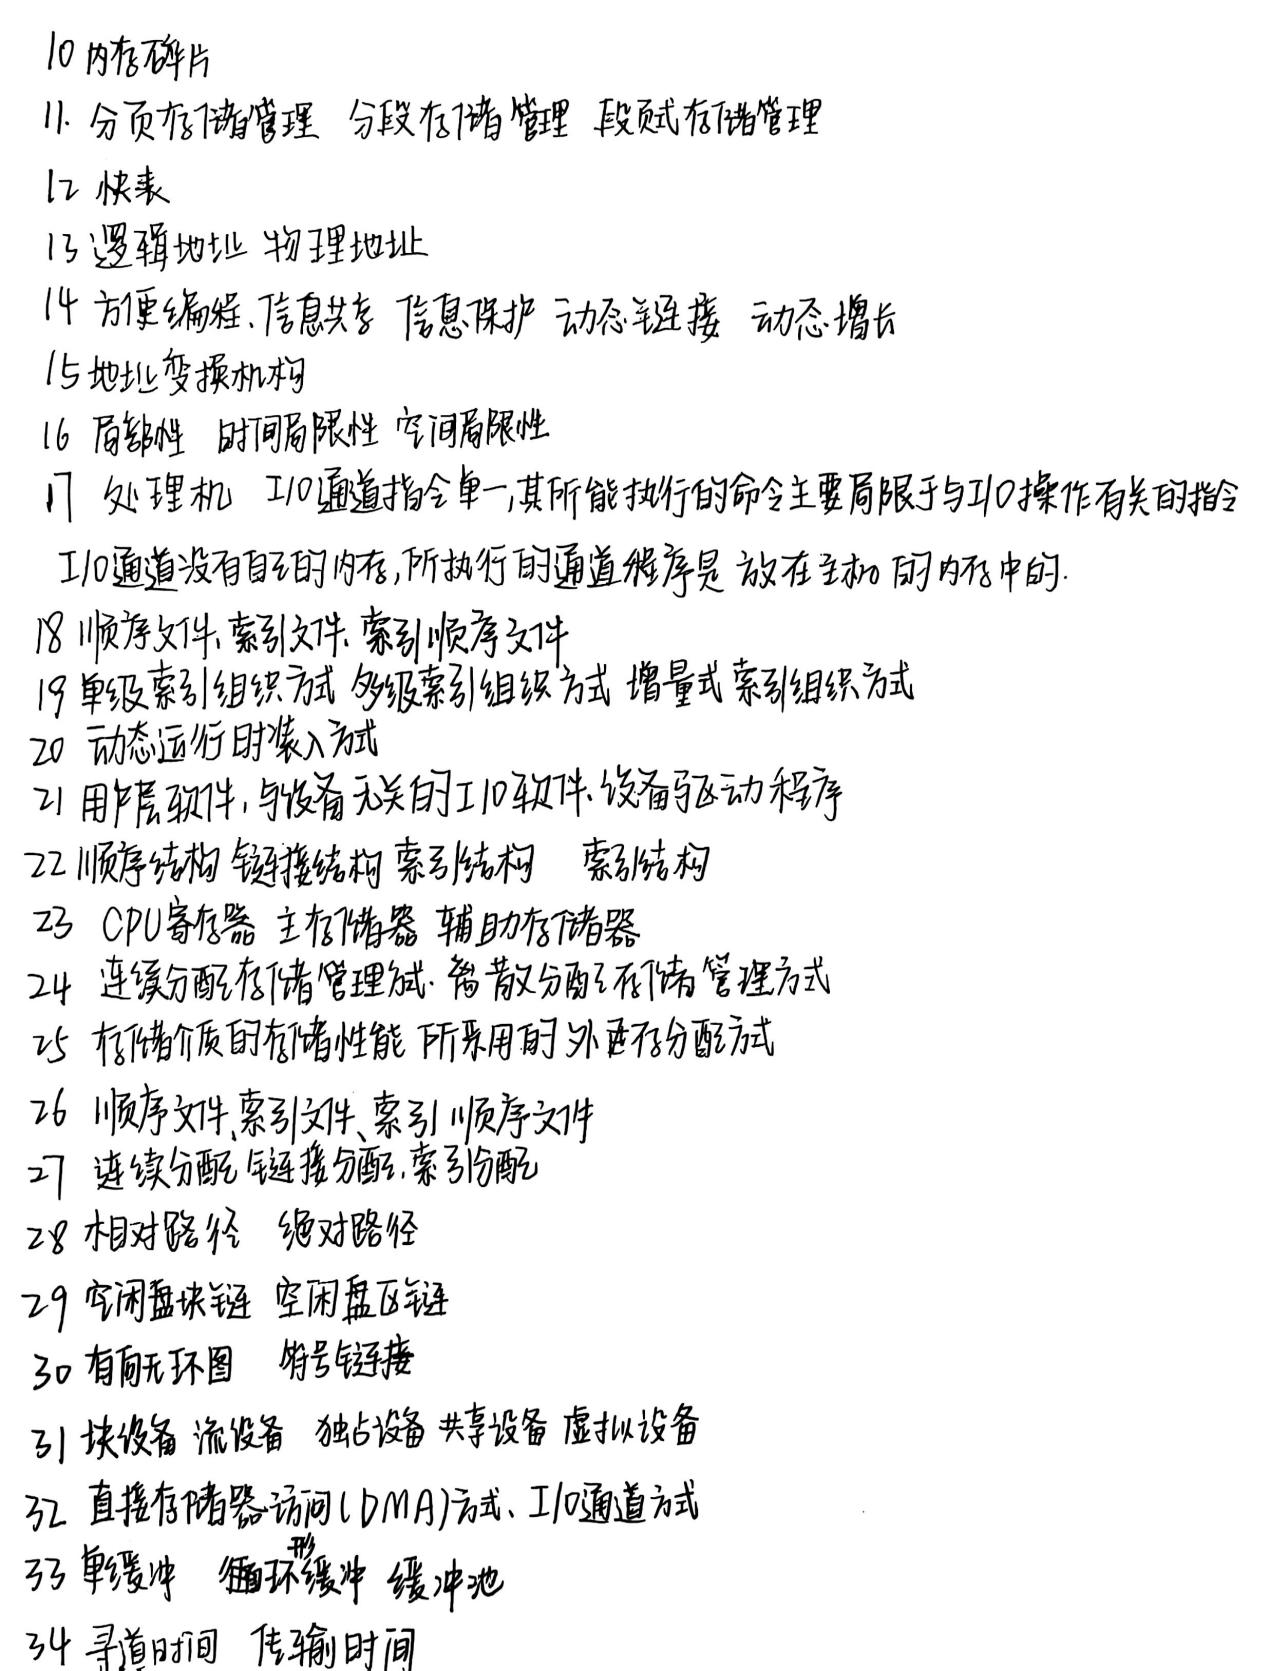 10 内存碎片
11. 分页存储管理 分段存储管理 段页式存储管理
12 快表
13 逻辑地址 物理地址
14 方便编程、信息共享 信息保护 动态链接 动态增长
15 地址变换机构
16 局部性 时间局限性 空间局限性
17 处理机 I/O通道指令单一,其所能执行的命令主要局限于与I/O操作有关的指令
I/O通道没有自己的内存,所执行的通道程序是放在主机的内存中的.
18 顺序文件、索引文件、索引顺序文件
19 单级索引组织方式 多级索引组织方式 增量式索引组织方式
20 动态运行时装入方式
21 用户层软件,与设备无关的I/O软件、设备驱动程序
22 顺序结构 链接结构 索引结构 索引结构
23 CPU寄存器 主存储器 辅助存储器
24 连续分配存储管理方式. 离散分配存储管理方式
25 存储介质的存储性能 所采用的外存分配方式
26 顺序文件、索引文件、索引顺序文件
27 连续分配 链接分配、索引分配
28 相对路径 绝对路径
29 空闲盘块链 空闲盘区链
30 有向无环图 符号链接
31 块设备 流设备 独占设备 共享设备 虚拟设备
32 直接存储器访问(DMA)方式、I/O通道方式
33 单缓冲 循环形缓冲 缓冲池
34 寻道时间 传输时间